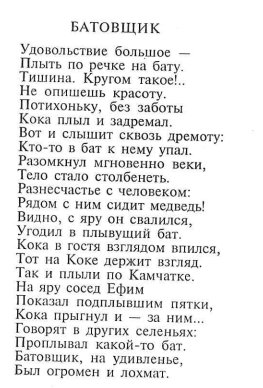 БАТОВЩИК
Удовольствие большое —
Плыть по речке на бату.
Тишина. Кругом такое!..
Не опишешь красоту.
Потихоньку, без заботы
Кока плыл и задремал.
Вот и слышит сквозь дремоту:
Кто-то в бат к нему упал.
Разомкнул мгновенно веки,
Тело стало столбенеть.
Разнесчастье с человеком:
Рядом с ним сидит медведь!
Видно, с яру он свалился,
Угодил в плывущий бат.
Кока в гостя взглядом впился,
Тот на Коке держит взгляд.
Так и плыли по Камчатке.
На яру сосед Ефим
Показал подплывшим пятки,
Кока прыгнул и — за ним...
Говорят в других селеньях:
Проплывал какой-то бат.
Батовщик, на удивленье,
Был огромен и лохмат.